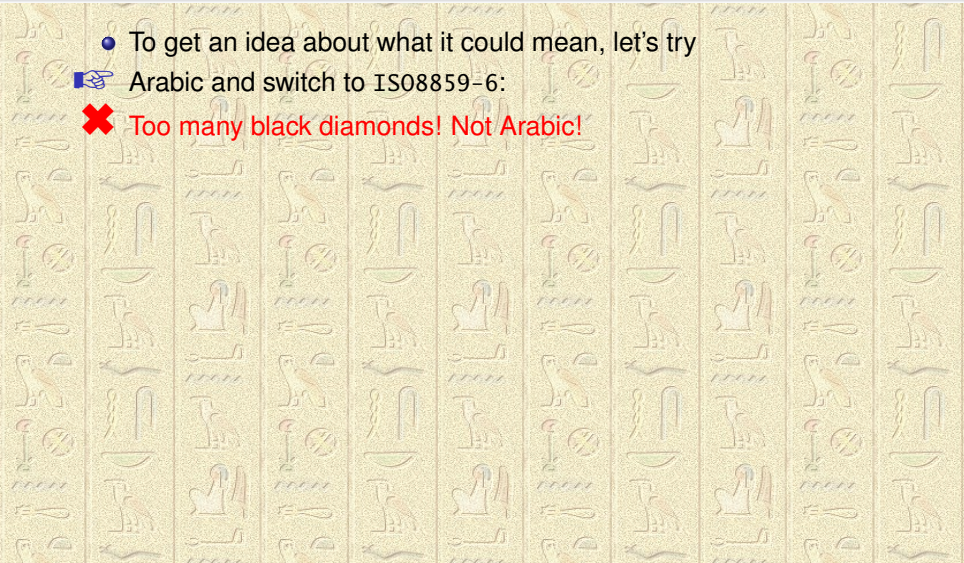 To get an idea about what it could mean, let's try
Arabic and switch to ISO8859-6:
Too many black diamonds! Not Arabic!